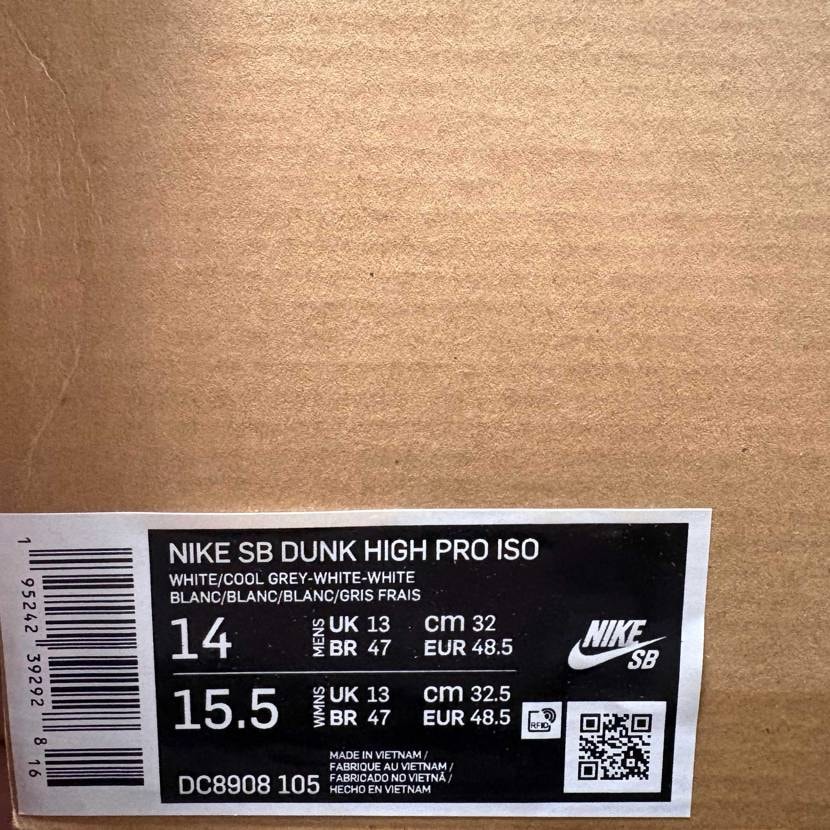 NIKE SB DUNK HIGH PRO ISO
WHITE/COOL GREY-WHITE-WHITE
BLANC/BLANC/BLANC/GRIS FRAIS
14 MENS UK 13 cm 32
BR 47 EUR 48.5
15.5 WMNS UK 13 cm 32.5
BR 47 EUR 48.5
NIKE
SB
RFID
MADE IN VIETNAM /
FABRIQUE AU VIETNAM /
FABRICADO NO VIETNÃ /
HECHO EN VIETNAM
DC8908 105
1 95242 39292 8 16